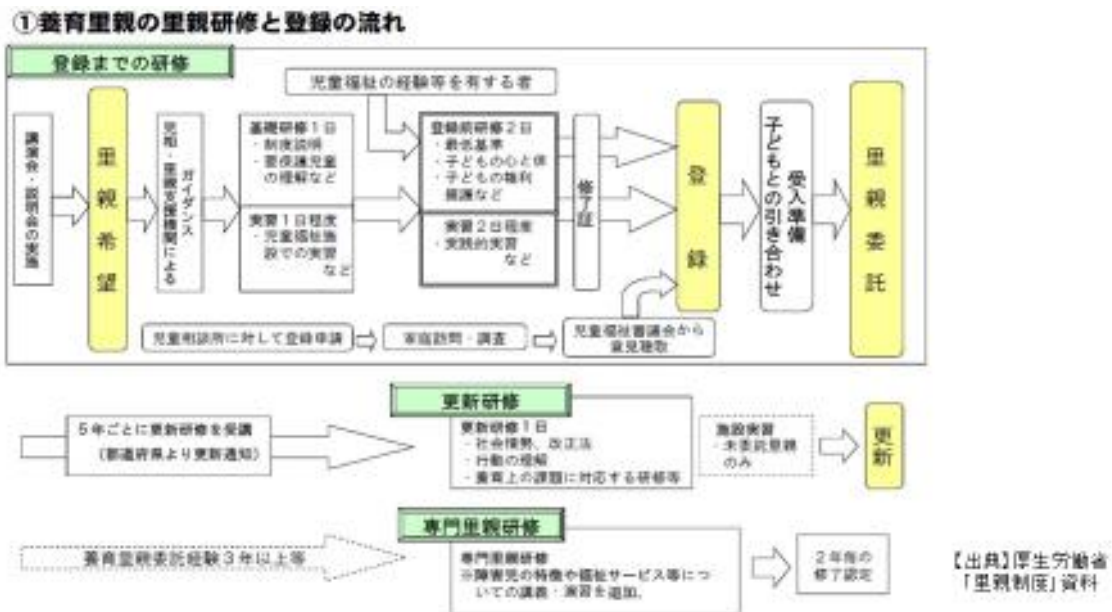 ①養育里親の里親研修と登録の流れ
登録までの研修
児童福祉の経験等を有する者
講演会・説明会の実施
里親希望
児相・里親支援機関による
ガイダンス
基礎研修1日
・制度説明
・要保護児童
の理解など
実習1日程度
・児童福祉施
設での実習
など
登録前研修2日
・最低基準
・子どもの心と体
・子どもの権利
擁護など
実習2日程度
・実践的実習
など
修了証
登録
子どもとの引き合わせ
受入準備
里親委託
児童相談所に対して登録申請
家庭訪問・調査
児童福祉審議会から
意見聴取
5年ごとに更新研修を受講
(都道府県より更新通知)
更新研修
更新研修1日
・社会情勢、改正法
・行動の理解
・養育上の課題に対応する研修等
施設実習
・未委託里親
のみ
更新
養育里親委託経験3年以上等
専門里親研修
専門里親研修
※障害児の特徴や福祉サービス等につ
いての講義・演習を追加。
2年毎の
修了認定
【出典】厚生労働省
「里親制度」資料